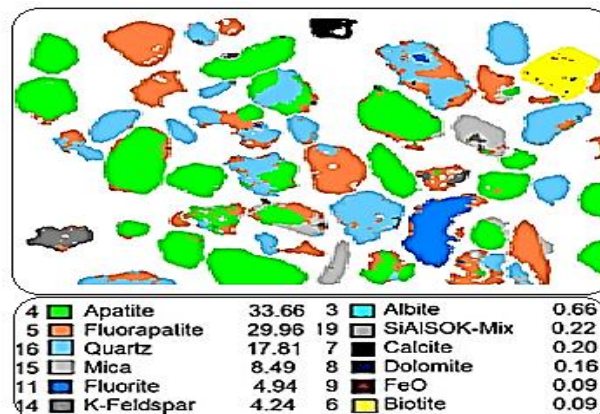 4 Apatite 33.66 3 Albite 0.66
5 Fluorapatite 29.96 19 SiAlSOK-Mix 0.22
16 Quartz 17.81 7 Calcite 0.20
15 Mica 8.49 8 Dolomite 0.16
11 Fluorite 4.94 9 FeO 0.09
14 K-Feldspar 4.24 6 Biotite 0.09